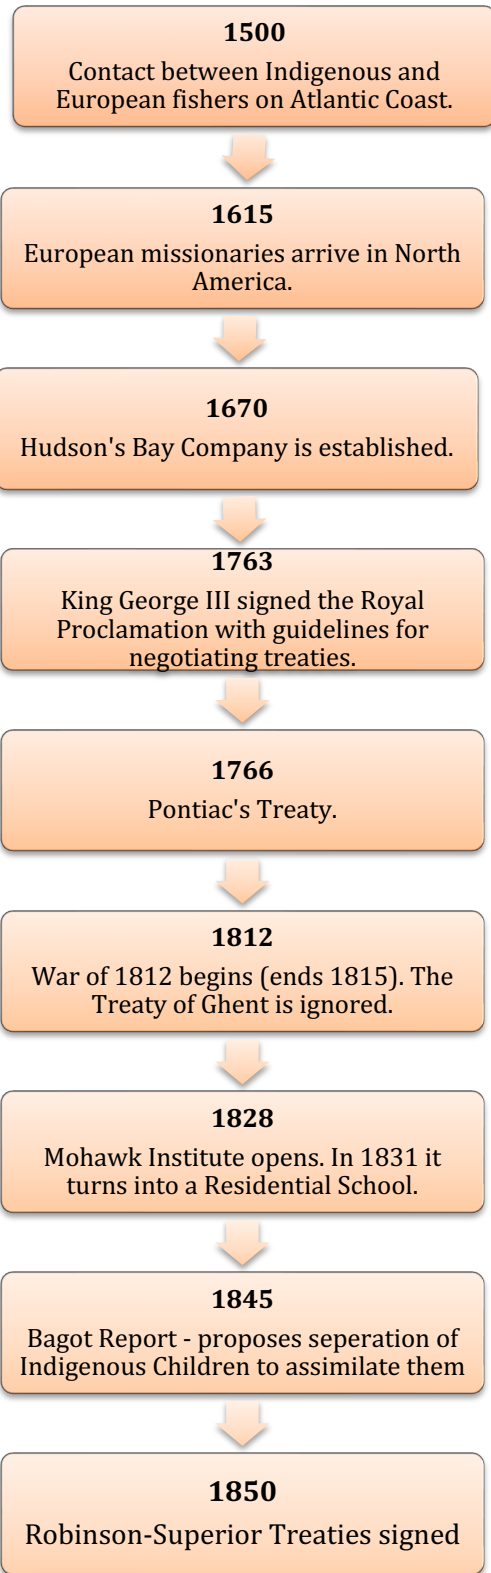 1500
Contact between Indigenous and
European fishers on Atlantic Coast.
1615
European missionaries arrive in North
America.
1670
Hudson's Bay Company is established.
1763
King George III signed the Royal
Proclamation with guidelines for
negotiating treaties.
1766
Pontiac's Treaty.
1812
War of 1812 begins (ends 1815). The
Treaty of Ghent is ignored.
1828
Mohawk Institute opens. In 1831 it
turns into a Residential School.
1845
Bagot Report - proposes seperation of
Indigenous Children to assimilate them
1850
Robinson-Superior Treaties signed